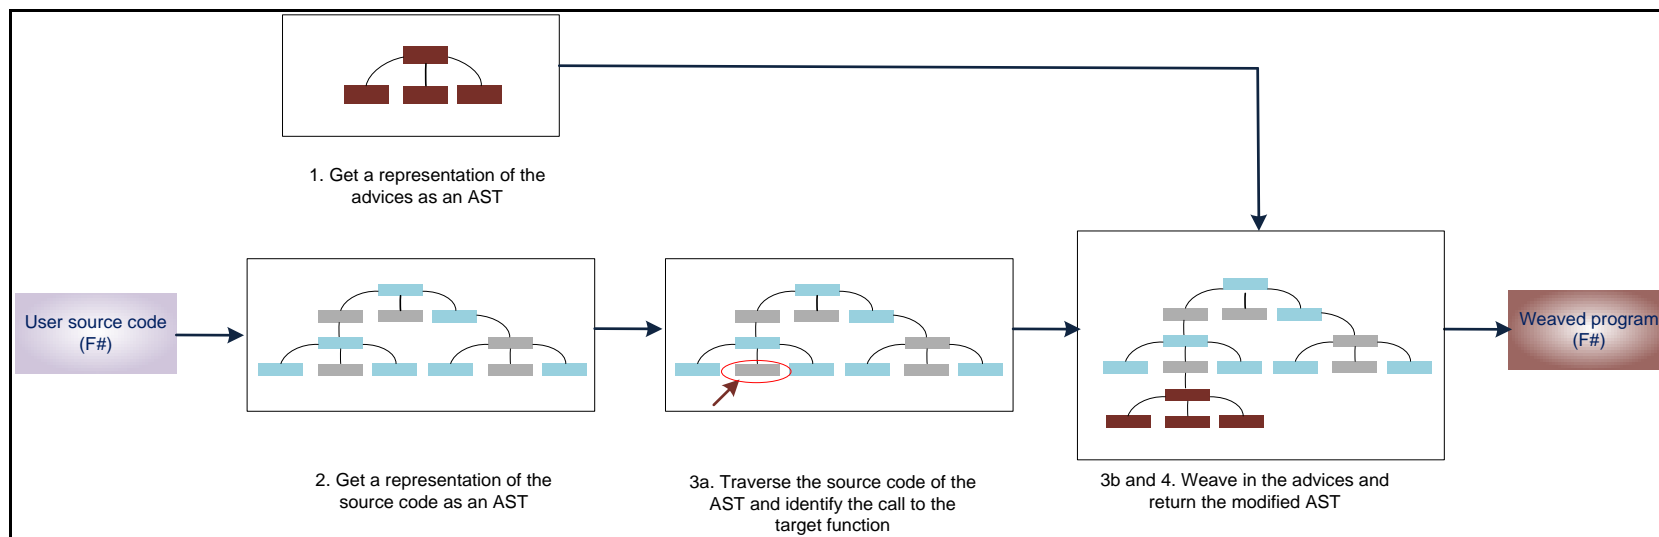 1. Get a representation of the
advices as an AST
User source code
(F#)
Weaved program
(F#)
2. Get a representation of the
source code as an AST
3a. Traverse the source code of the
AST and identify the call to the
target function
3b and 4. Weave in the advices and
return the modified AST